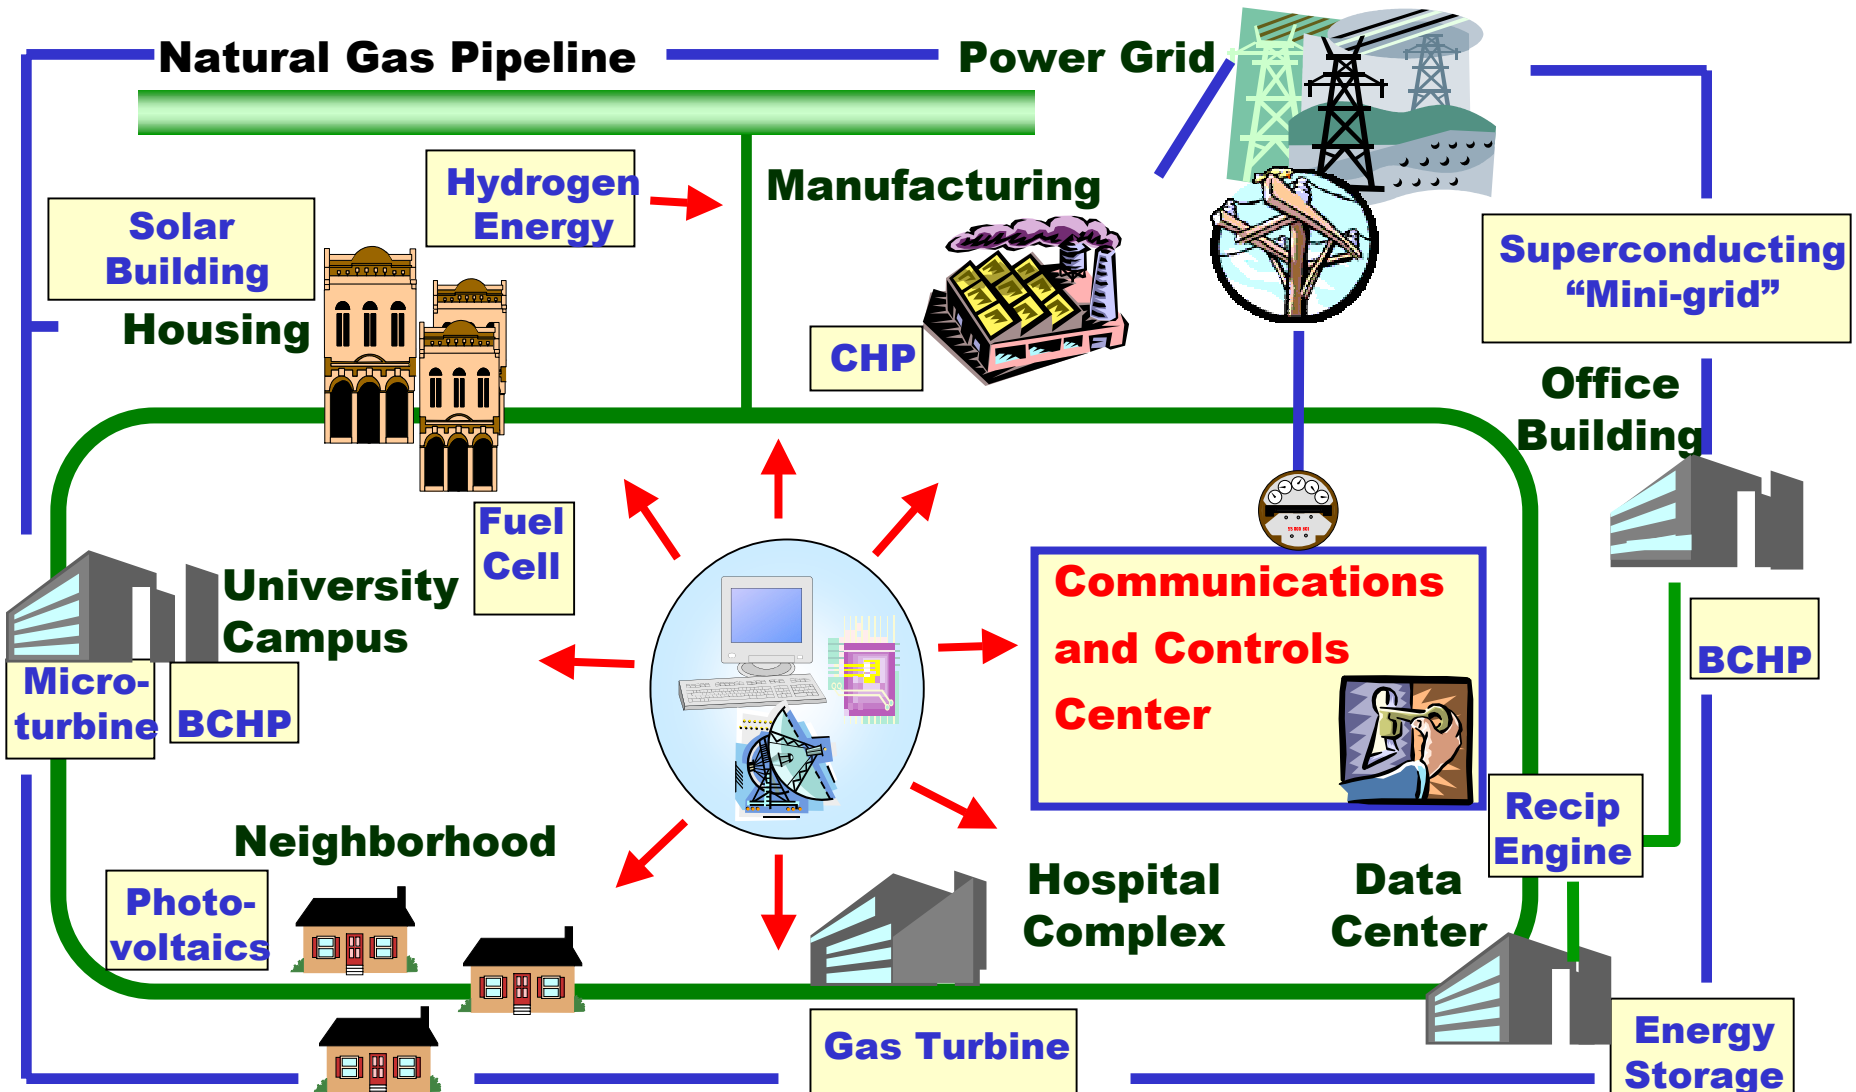 Natural Gas Pipeline
Power Grid
Hydrogen
Energy
Manufacturing
Solar
Building
Superconducting
“Mini-grid”
Housing
CHP
Office
Building
Fuel
Cell
University
Campus
Communications
and Controls
Center
BCHP
Micro-
turbine
BCHP
Recip
Engine
Neighborhood
Photo-
voltaics
Hospital
Complex
Data
Center
Gas Turbine
Energy
Storage